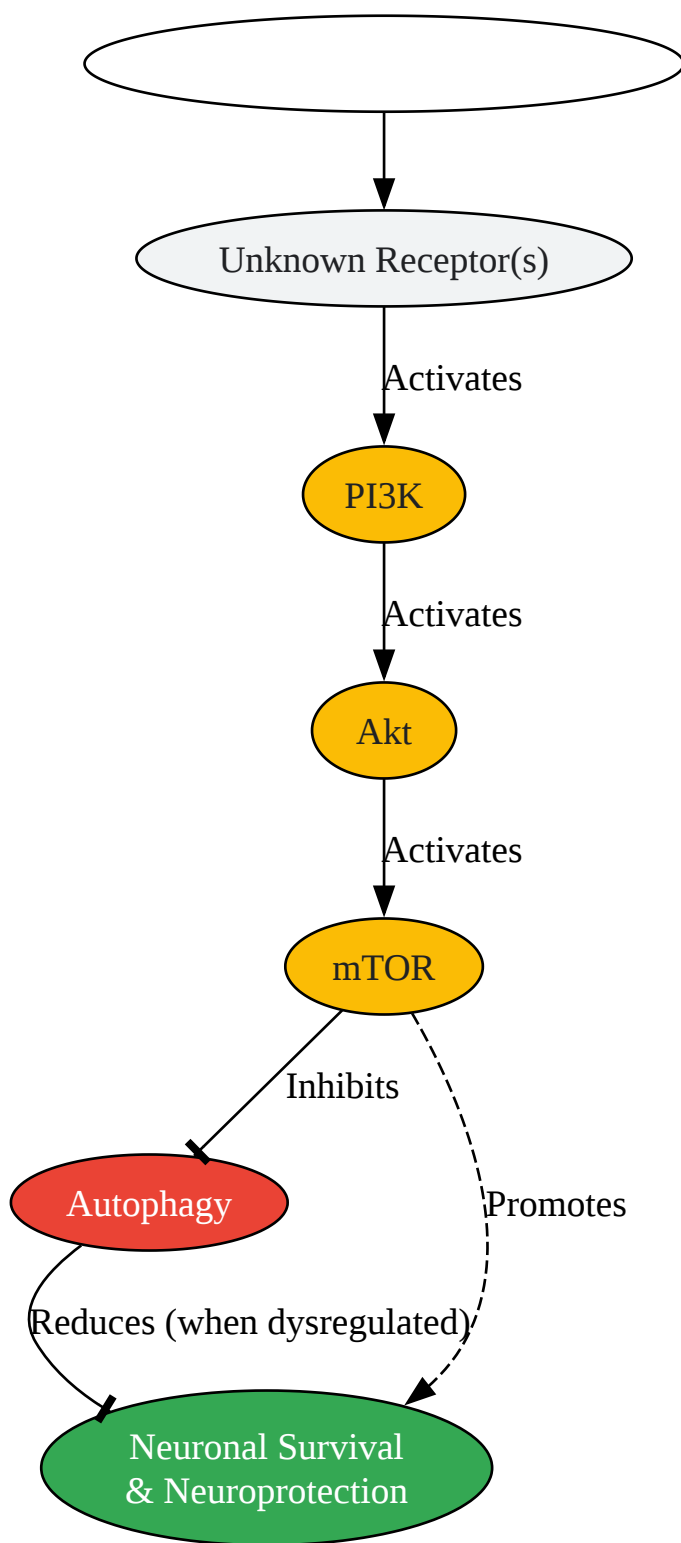 Unknown Receptor(s)
Activates
PI3K
Activates
Akt
Activates
mTOR
Inhibits
Autophagy
Promotes
Reduces (when dysregulated)
Neuronal Survival
& Neuroprotection